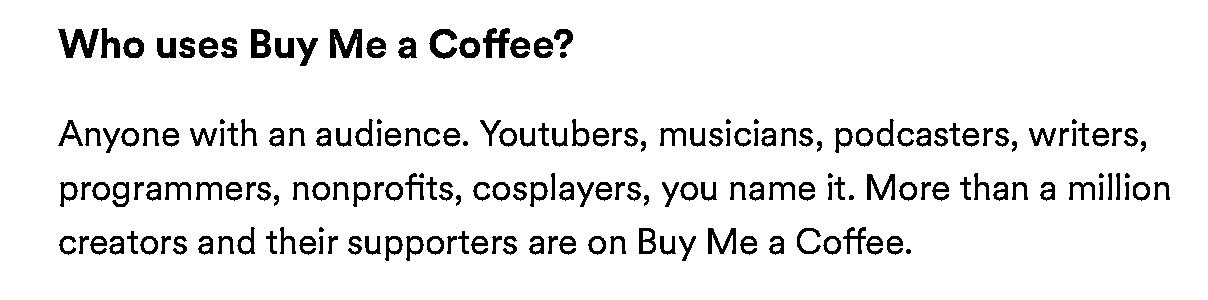 Who uses Buy Me a Coffee?
Anyone with an audience. Youtubers, musicians, podcasters, writers,
programmers, nonprofits, cosplayers, you name it. More than a million
creators and their supporters are on Buy Me a Coffee.